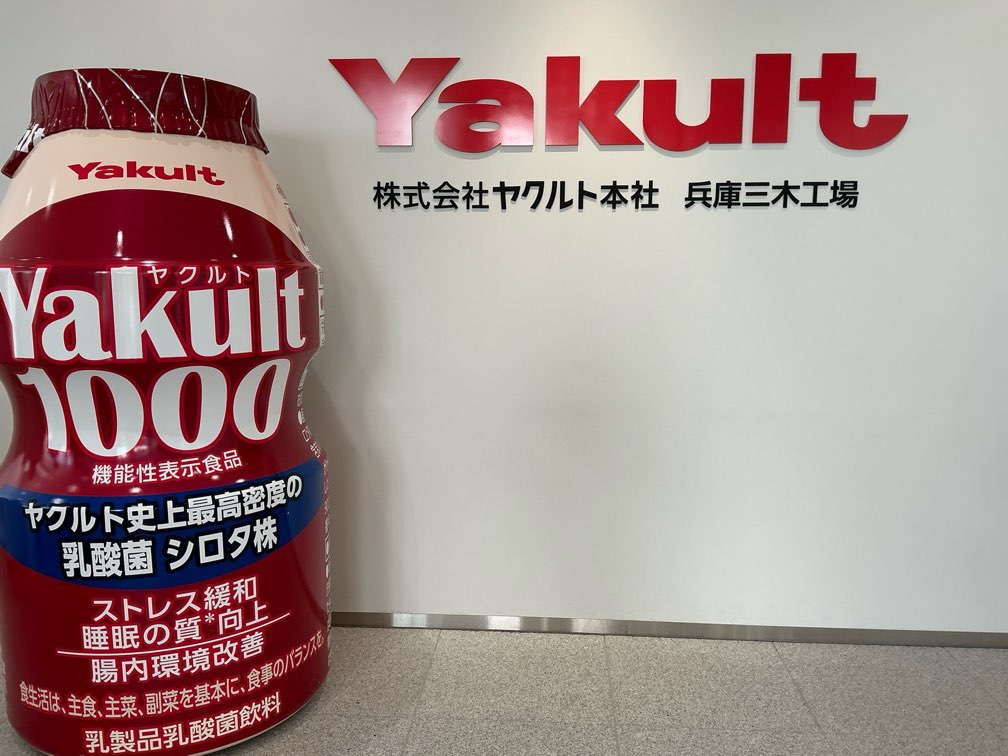 Yakult
株式会社ヤクルト本社 兵庫三木工場
Yakult
ヤクルト
Yakult
1000
機能性表示食品
ヤクルト史上最高密度の
乳酸菌 シロタ株
ストレス緩和
睡眠の質*向上
腸内環境改善
食生活は、主食、主菜、副菜を基本に、食事のバランスを。
乳製品乳酸菌飲料